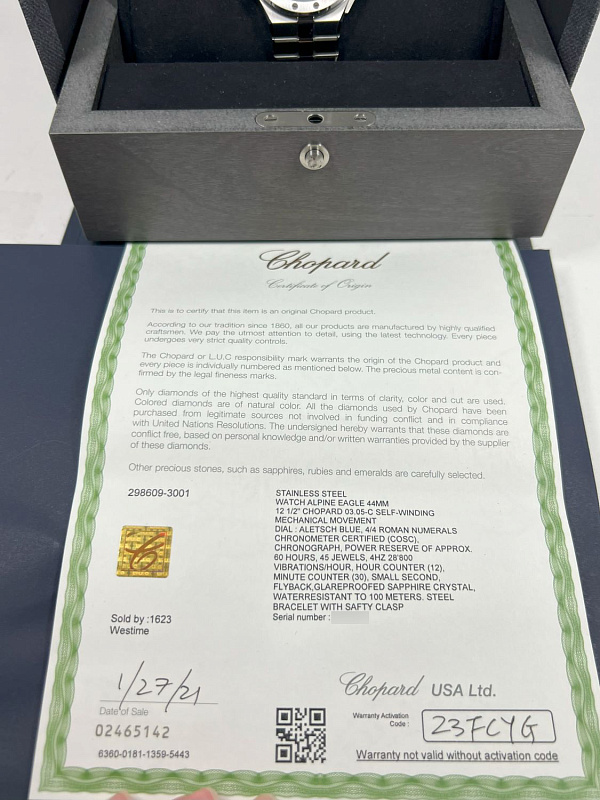 Chopard
Certificate of Origin
This is to certify that this item is an original Chopard product.
According to our tradition since 1860, all our products are manufactured by highly qualified
craftsmen. We pay the utmost attention to detail, using the latest technology. Every piece
undergoes very strict quality controls.
The Chopard or L.U.C responsibility mark warrants the origin of the Chopard product and
every piece is individually numbered as mentioned below. The precious metal content is con-
firmed by the legal fineness marks.
Only diamonds of the highest quality standard in terms of clarity, color and cut are used.
Colored diamonds are of natural color. All the diamonds used by Chopard have been
purchased from legitimate sources not involved in funding conflict and in compliance
with United Nations Resolutions. The undersigned hereby warrants that these diamonds are
conflict free, based on personal knowledge and/or written warranties provided by the supplier
of these diamonds.
Other precious stones, such as sapphires, rubies and emeralds are carefully selected.
298609-3001
STAINLESS STEEL
WATCH ALPINE EAGLE 44MM
12 1/2" CHOPARD 03.05-C SELF-WINDING
MECHANICAL MOVEMENT
DIAL : ALETSCH BLUE, 4/4 ROMAN NUMERALS
CHRONOMETER CERTIFIED (COSC),
CHRONOGRAPH, POWER RESERVE OF APPROX.
60 HOURS, 45 JEWELS, 4HZ 28'800
VIBRATIONS/HOUR, HOUR COUNTER (12),
MINUTE COUNTER (30), SMALL SECOND,
FLYBACK,GLAREPROOFED SAPPHIRE CRYSTAL,
WATERRESISTANT TO 100 METERS. STEEL
BRACELET WITH SAFTY CLASP
Serial number :
Sold by :1623
Westime
1/27/21
Date of Sale
02465142
6360-0181-1359-5443
Chopard USA Ltd.
Warranty Activation
Code :
23FCYG
Warranty not valid without activation code